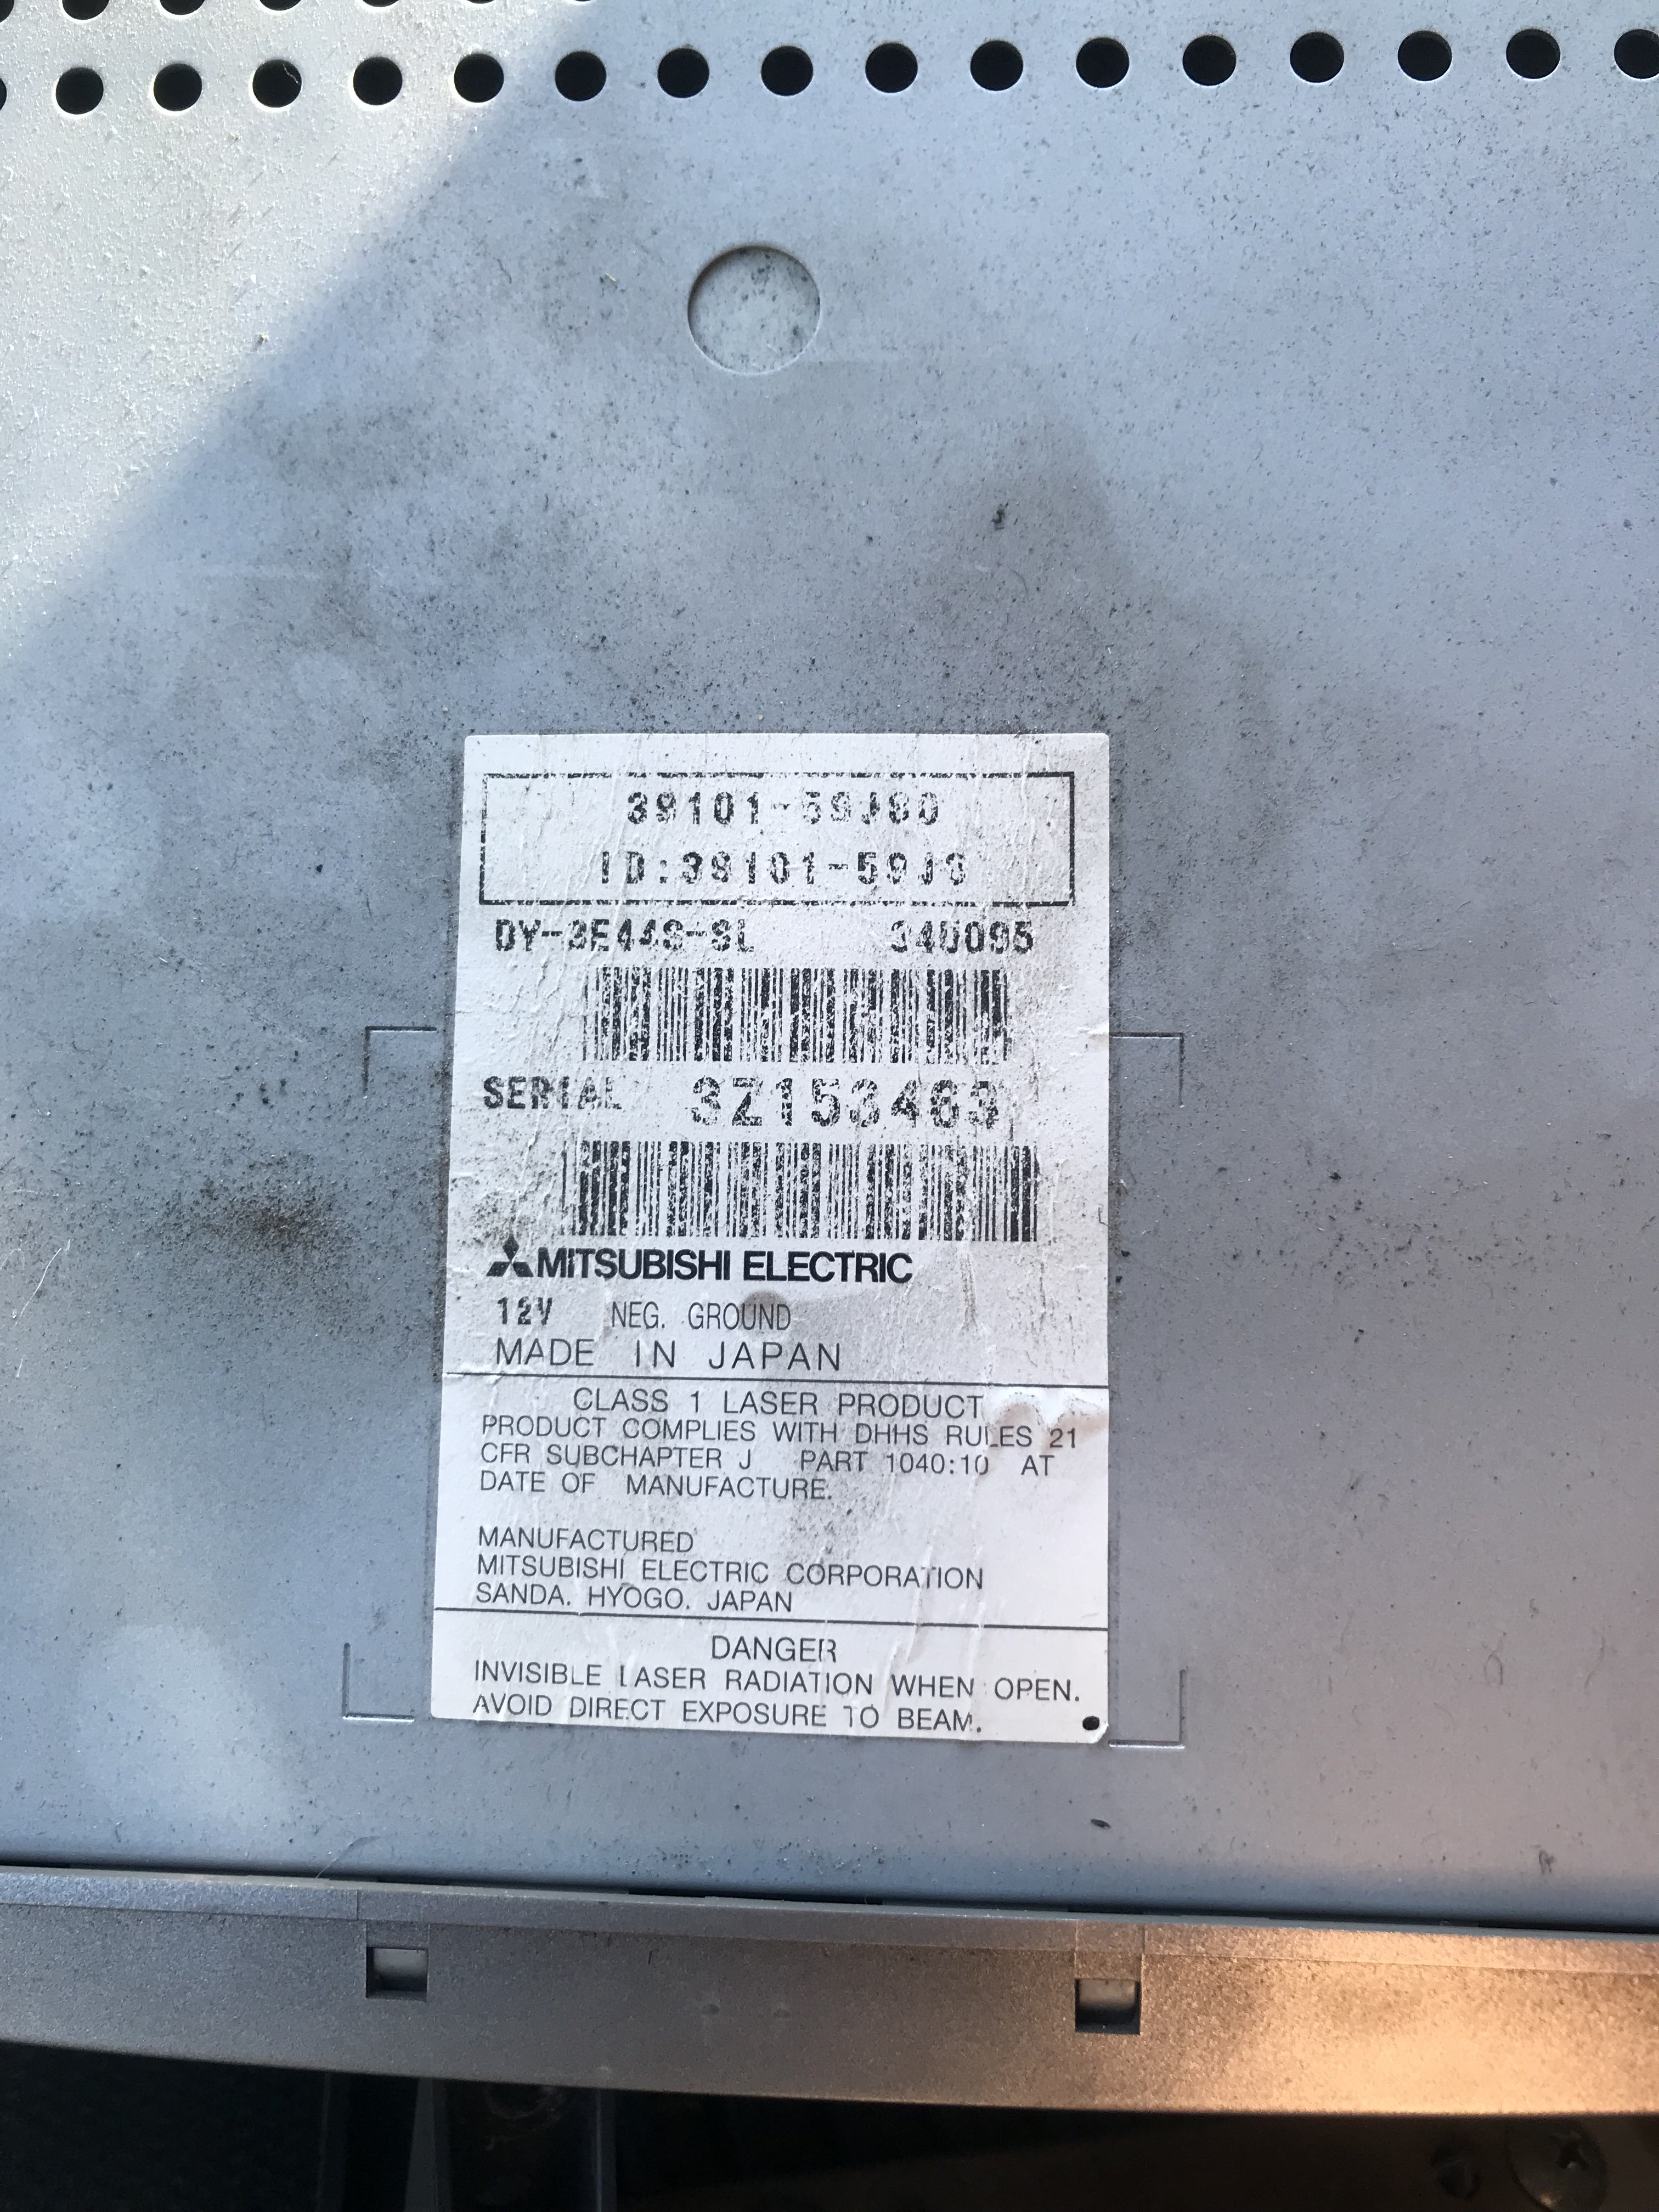 39101-59J80
ID:39101-59J8
DY-3E44S-SL 340095
SERIAL
MITSUBISHI ELECTRIC
12V NEG. GROUND
MADE IN JAPAN
CLASS 1 LASER PRODUCT
PRODUCT COMPLIES WITH DHHS RULES 21
CFR SUBCHAPTER J PART 1040:10 AT
DATE OF MANUFACTURE.
MANUFACTURED
MITSUBISHI ELECTRIC CORPORATION
SANDA. HYOGO. JAPAN
DANGER
INVISIBLE LASER RADIATION WHEN OPEN.
AVOID DIRECT EXPOSURE TO BEAM.